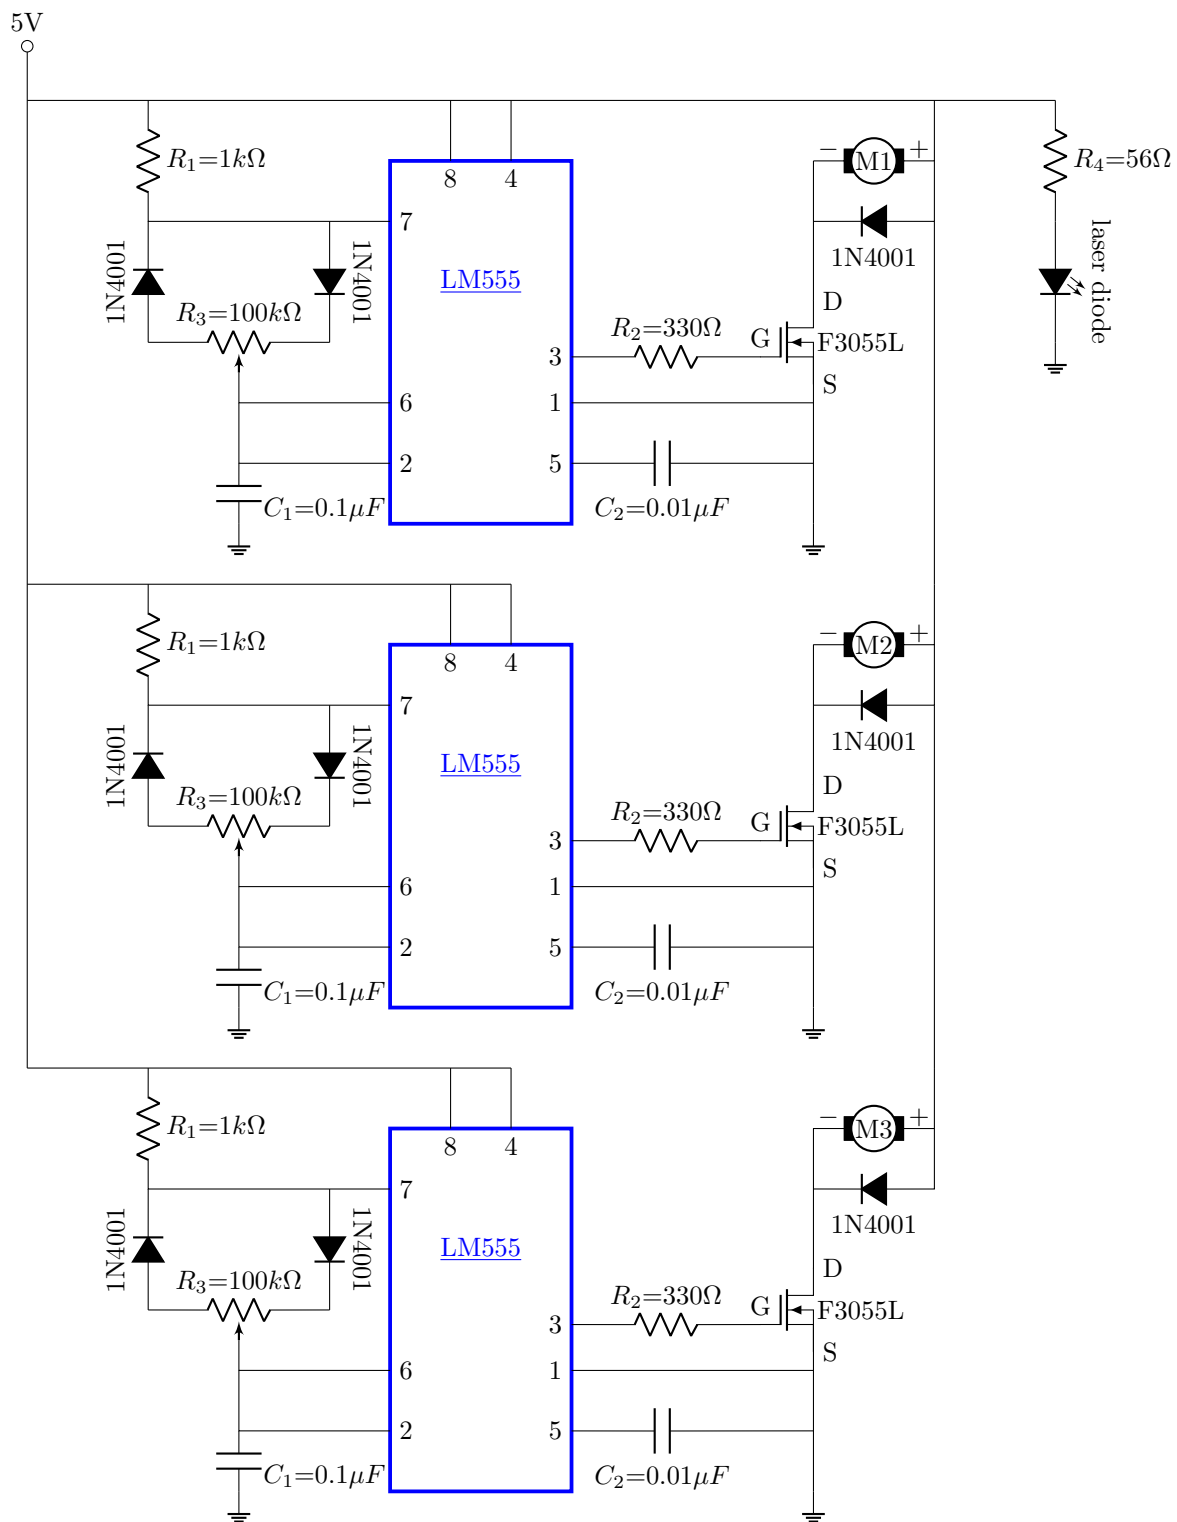 5V
R₁=1kΩ
8
4
− M1 +
R₄=56Ω
7
1N4001
1N4001
LM555
1N4001
laser diode
R₃=100kΩ
D
R₂=330Ω
G
F3055L
3
S
6
1
2
5
C₁=0.1μF
C₂=0.01μF
R₁=1kΩ
8
4
− M2 +
7
1N4001
1N4001
LM555
1N4001
R₃=100kΩ
D
R₂=330Ω
G
F3055L
3
S
6
1
2
5
C₁=0.1μF
C₂=0.01μF
R₁=1kΩ
8
4
− M3 +
7
1N4001
1N4001
LM555
1N4001
R₃=100kΩ
D
R₂=330Ω
G
F3055L
3
S
6
1
2
5
C₁=0.1μF
C₂=0.01μF